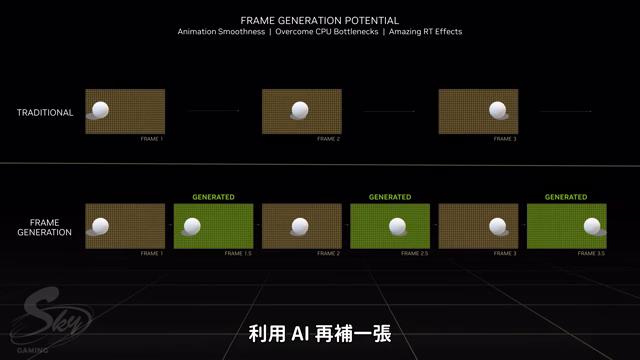 FRAME GENERATION POTENTIAL
Animation Smoothness | Overcome CPU Bottlenecks | Amazing RT Effects
TRADITIONAL
FRAME 1
FRAME 2
FRAME 3
GENERATED
GENERATED
GENERATED
FRAME
GENERATION
FRAME 1
FRAME 1.5
FRAME 2
FRAME 2.5
FRAME 3
FRAME 3.5
Sky
GAMING
利用 AI 再補一張